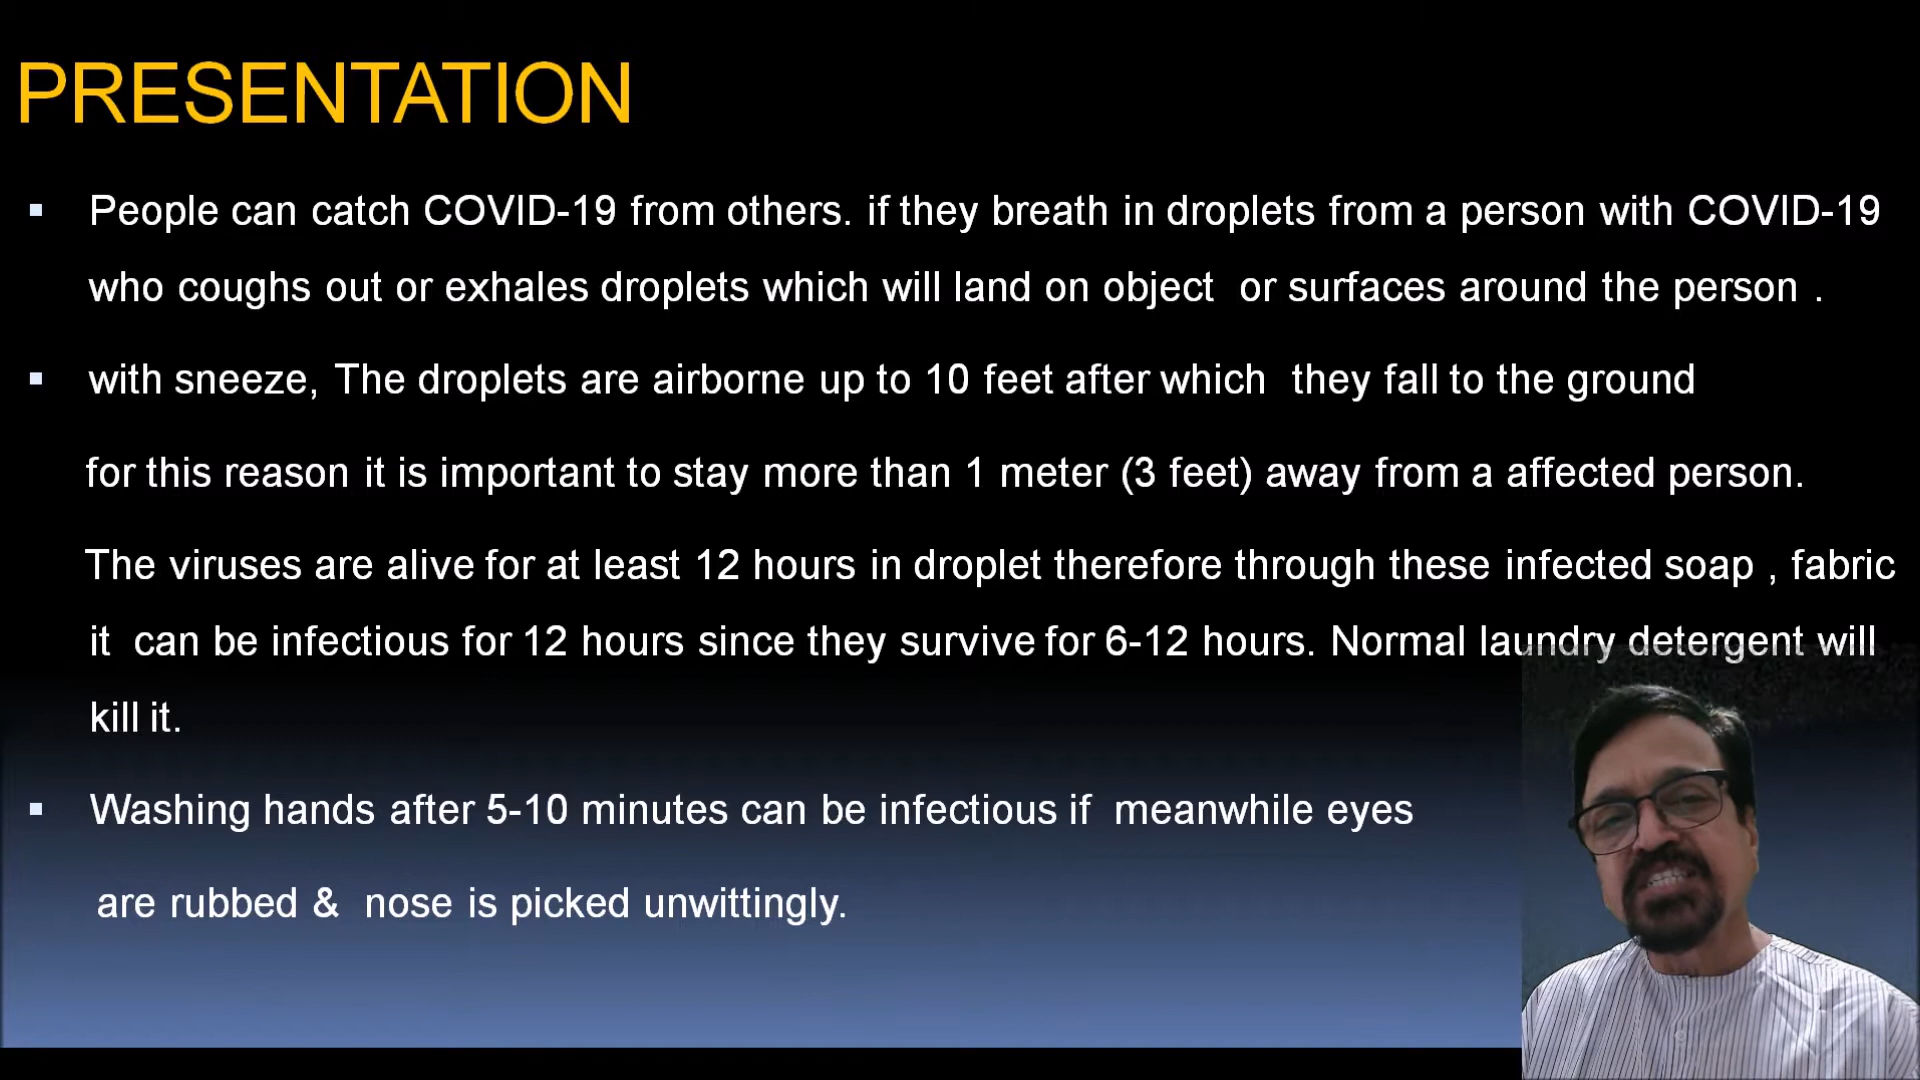 PRESENTATION
People can catch COVID-19 from others. if they breath in droplets from a person with COVID-19
who coughs out or exhales droplets which will land on object or surfaces around the person .
with sneeze, The droplets are airborne up to 10 feet after which they fall to the ground
for this reason it is important to stay more than 1 meter (3 feet) away from a affected person.
The viruses are alive for at least 12 hours in droplet therefore through these infected soap , fabric
it can be infectious for 12 hours since they survive for 6-12 hours. Normal laundry detergent will
kill it.
Washing hands after 5-10 minutes can be infectious if meanwhile eyes
are rubbed & nose is picked unwittingly.